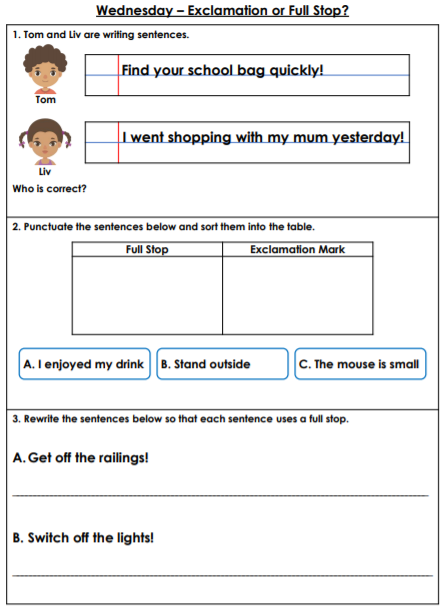 Wednesday – Exclamation or Full Stop?
1. Tom and Liv are writing sentences.
Find your school bag quickly!
Tom
I went shopping with my mum yesterday!
Liv
Who is correct?
2. Punctuate the sentences below and sort them into the table.
Full Stop Exclamation Mark
A. I enjoyed my drink B. Stand outside C. The mouse is small
3. Rewrite the sentences below so that each sentence uses a full stop.
A. Get off the railings!
B. Switch off the lights!